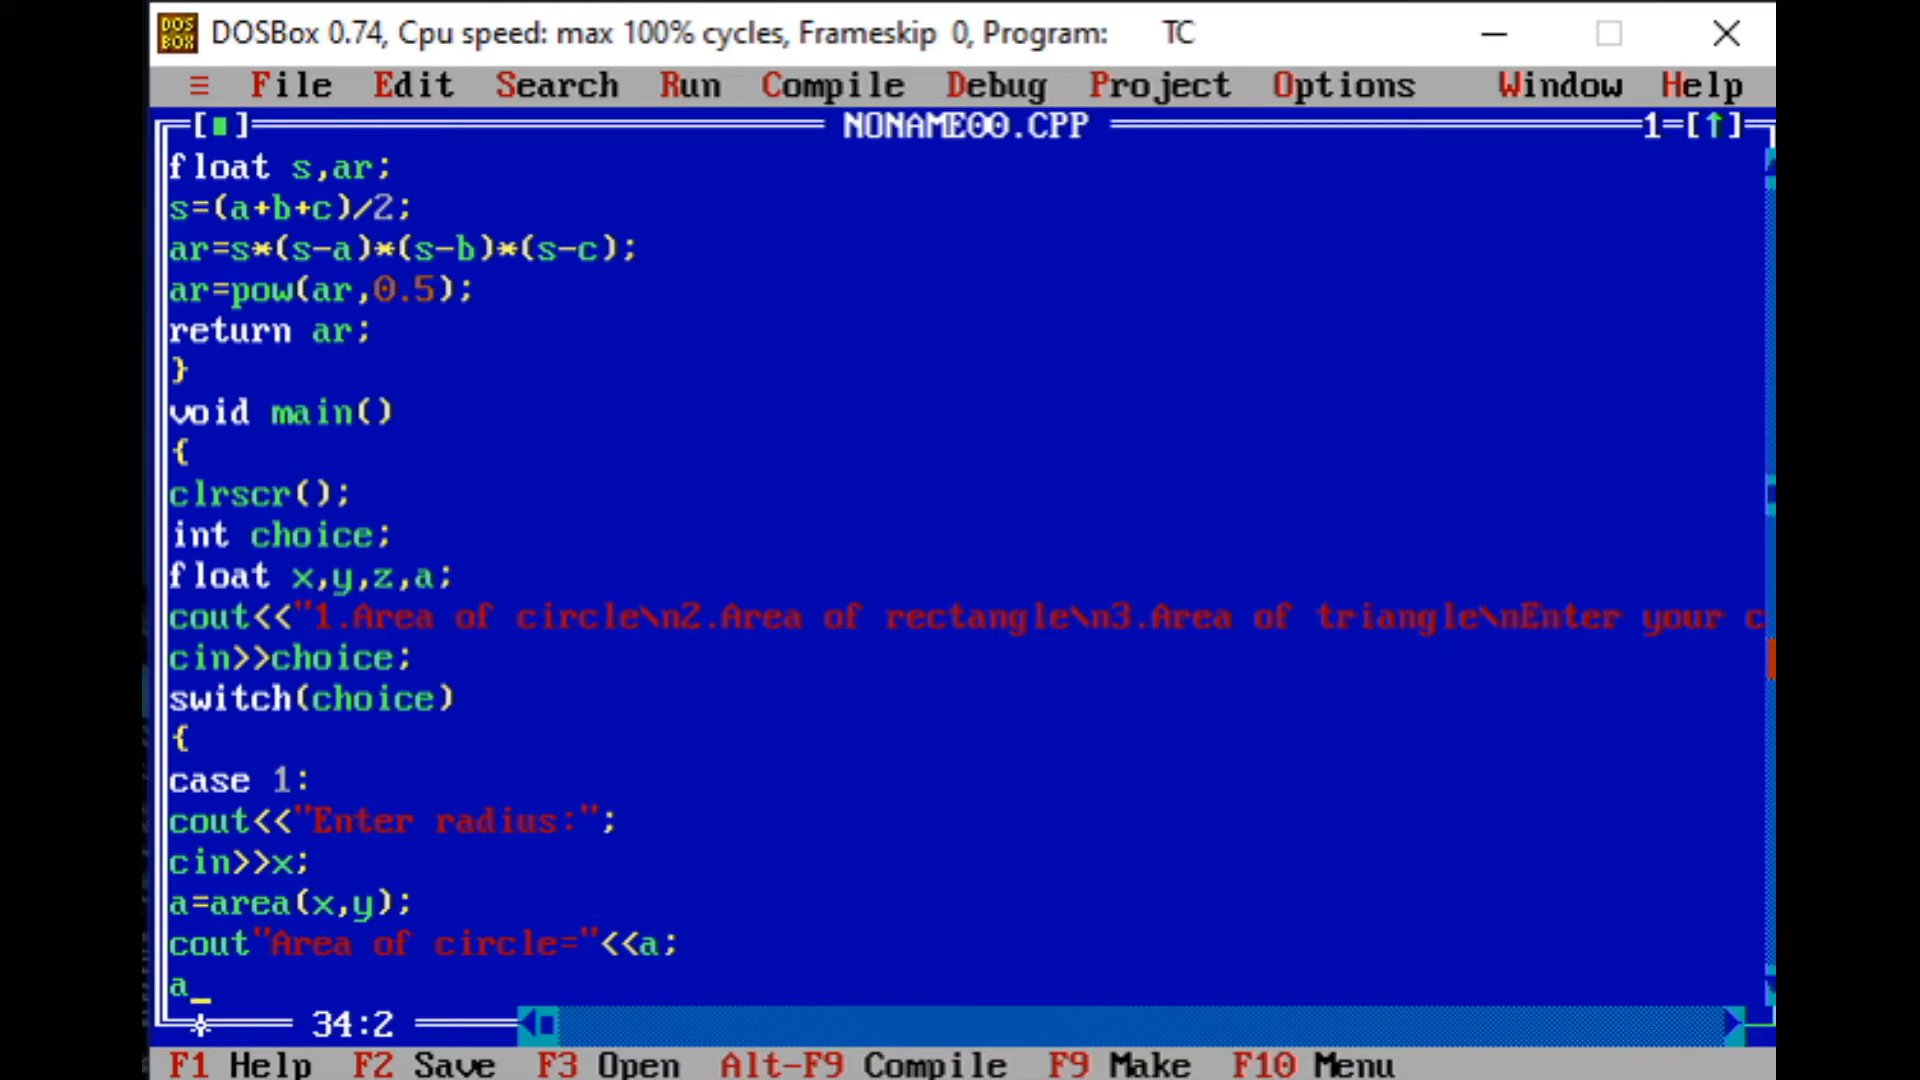 DOS BOX DOSBox 0.74, Cpu speed: max 100% cycles, Frameskip 0, Program: TC
≡ File Edit Search Run Compile Debug Project Options Window Help
[■] NONAME00.CPP 1=[↑]
float s,ar;
s=(a+b+c)/2;
ar=s*(s-a)*(s-b)*(s-c);
ar=pow(ar,0.5);
return ar;
}
void main()
{
clrscr();
int choice;
float x,y,z,a;
cout<<"1.Area of circle\n2.Area of rectangle\n3.Area of triangle\nEnter your c
cin>>choice;
switch(choice)
{
case 1:
cout<<"Enter radius:";
cin>>x;
a=area(x,y);
cout"Area of circle="<<a;
a_
34:2
F1 Help F2 Save F3 Open Alt-F9 Compile F9 Make F10 Menu